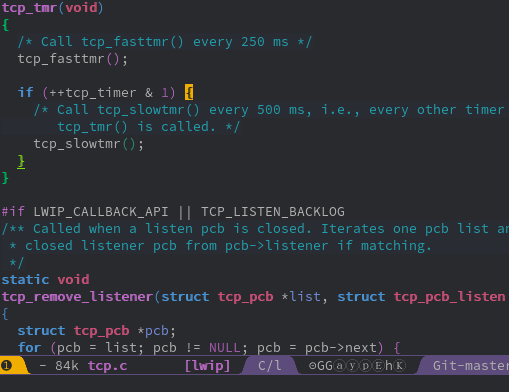 tcp_tmr(void)
{
  /* Call tcp_fasttmr() every 250 ms */
  tcp_fasttmr();

  if (++tcp_timer & 1) {
    /* Call tcp_slowtmr() every 500 ms, i.e., every other timer
       tcp_tmr() is called. */
    tcp_slowtmr();
  }
}

#if LWIP_CALLBACK_API || TCP_LISTEN_BACKLOG
/** Called when a listen pcb is closed. Iterates one pcb list an
 * closed listener pcb from pcb->listener if matching.
 */
static void
tcp_remove_listener(struct tcp_pcb *list, struct tcp_pcb_listen
{
  struct tcp_pcb *pcb;
  for (pcb = list; pcb != NULL; pcb = pcb->next) {
❶ - 84k tcp.c [lwip] C/l ⊙GGⓐⓨⓟⒺⓗⓀ Git-master